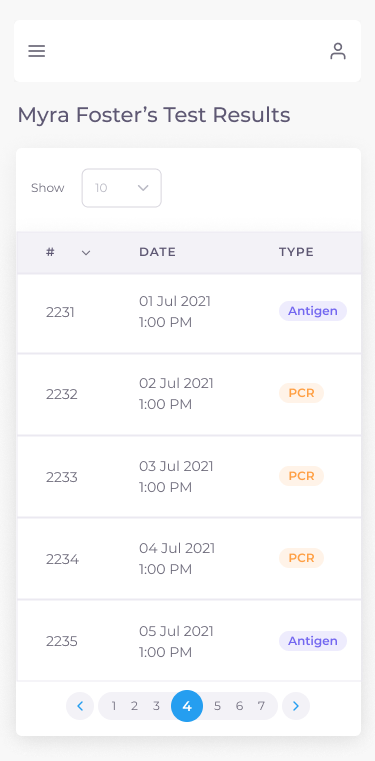 Myra Foster’s Test Results
Show 10
# DATE TYPE
2231 01 Jul 2021 1:00 PM Antigen
2232 02 Jul 2021 1:00 PM PCR
2233 03 Jul 2021 1:00 PM PCR
2234 04 Jul 2021 1:00 PM PCR
2235 05 Jul 2021 1:00 PM Antigen
1 2 3 4 5 6 7